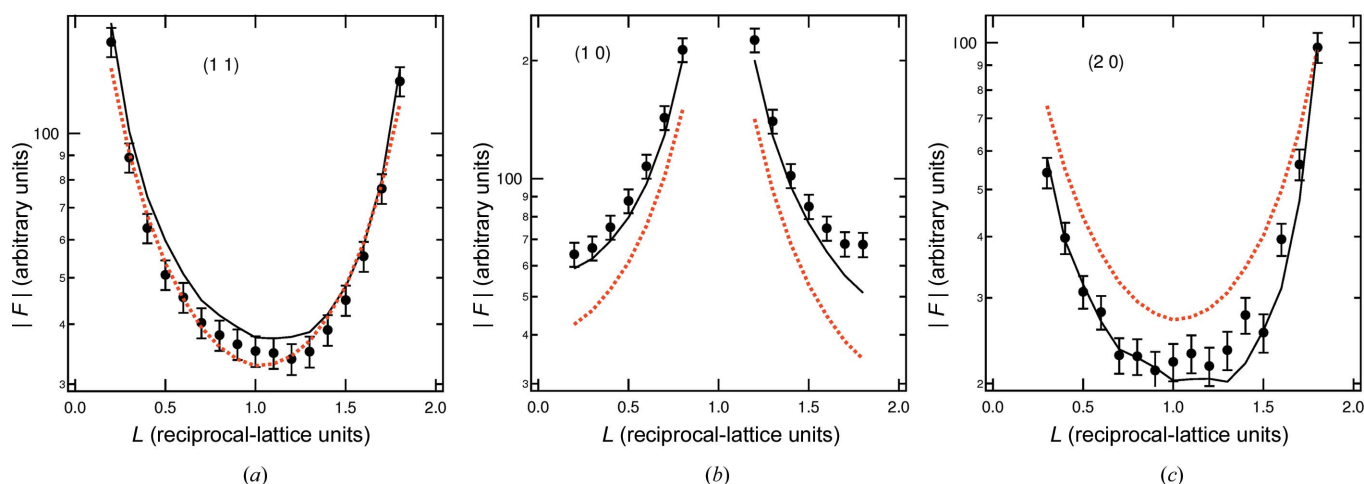 (1 1)
100
9
8
7
6
5
4
3
| F | (arbitrary units)
0.0 0.5 1.0 1.5 2.0
L (reciprocal-lattice units)
(a)
(1 0)
2
100
9
8
7
6
5
4
| F | (arbitrary units)
0.0 0.5 1.0 1.5 2.0
L (reciprocal-lattice units)
(b)
(2 0)
100
9
8
7
6
5
4
3
2
| F | (arbitrary units)
0.0 0.5 1.0 1.5 2.0
L (reciprocal-lattice units)
(c)